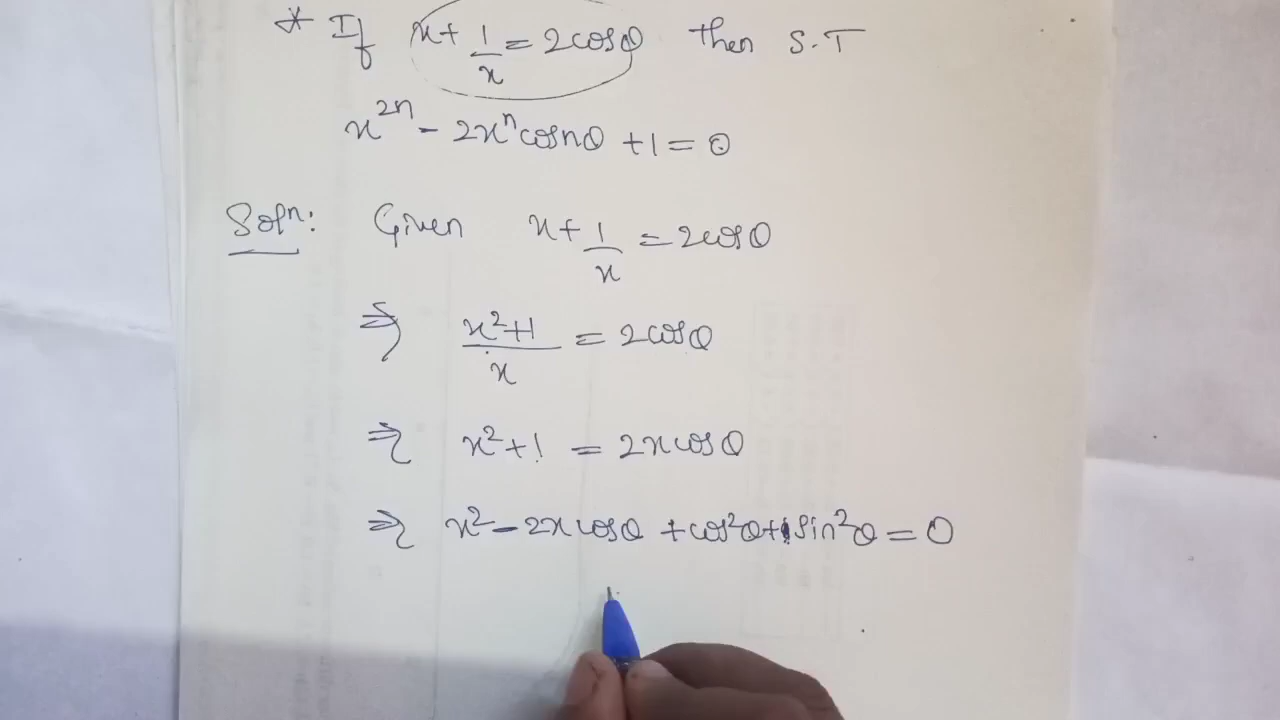 * If x + 1/x = 2cosθ then S.T
x^{2n} - 2x^n cosnθ + 1 = 0
Solⁿ: Given x + 1/x = 2cosθ
⇒ (x² + 1)/x = 2cosθ
⇒ x² + 1 = 2x cosθ
⇒ x² - 2x cosθ + cos²θ + sin²θ = 0